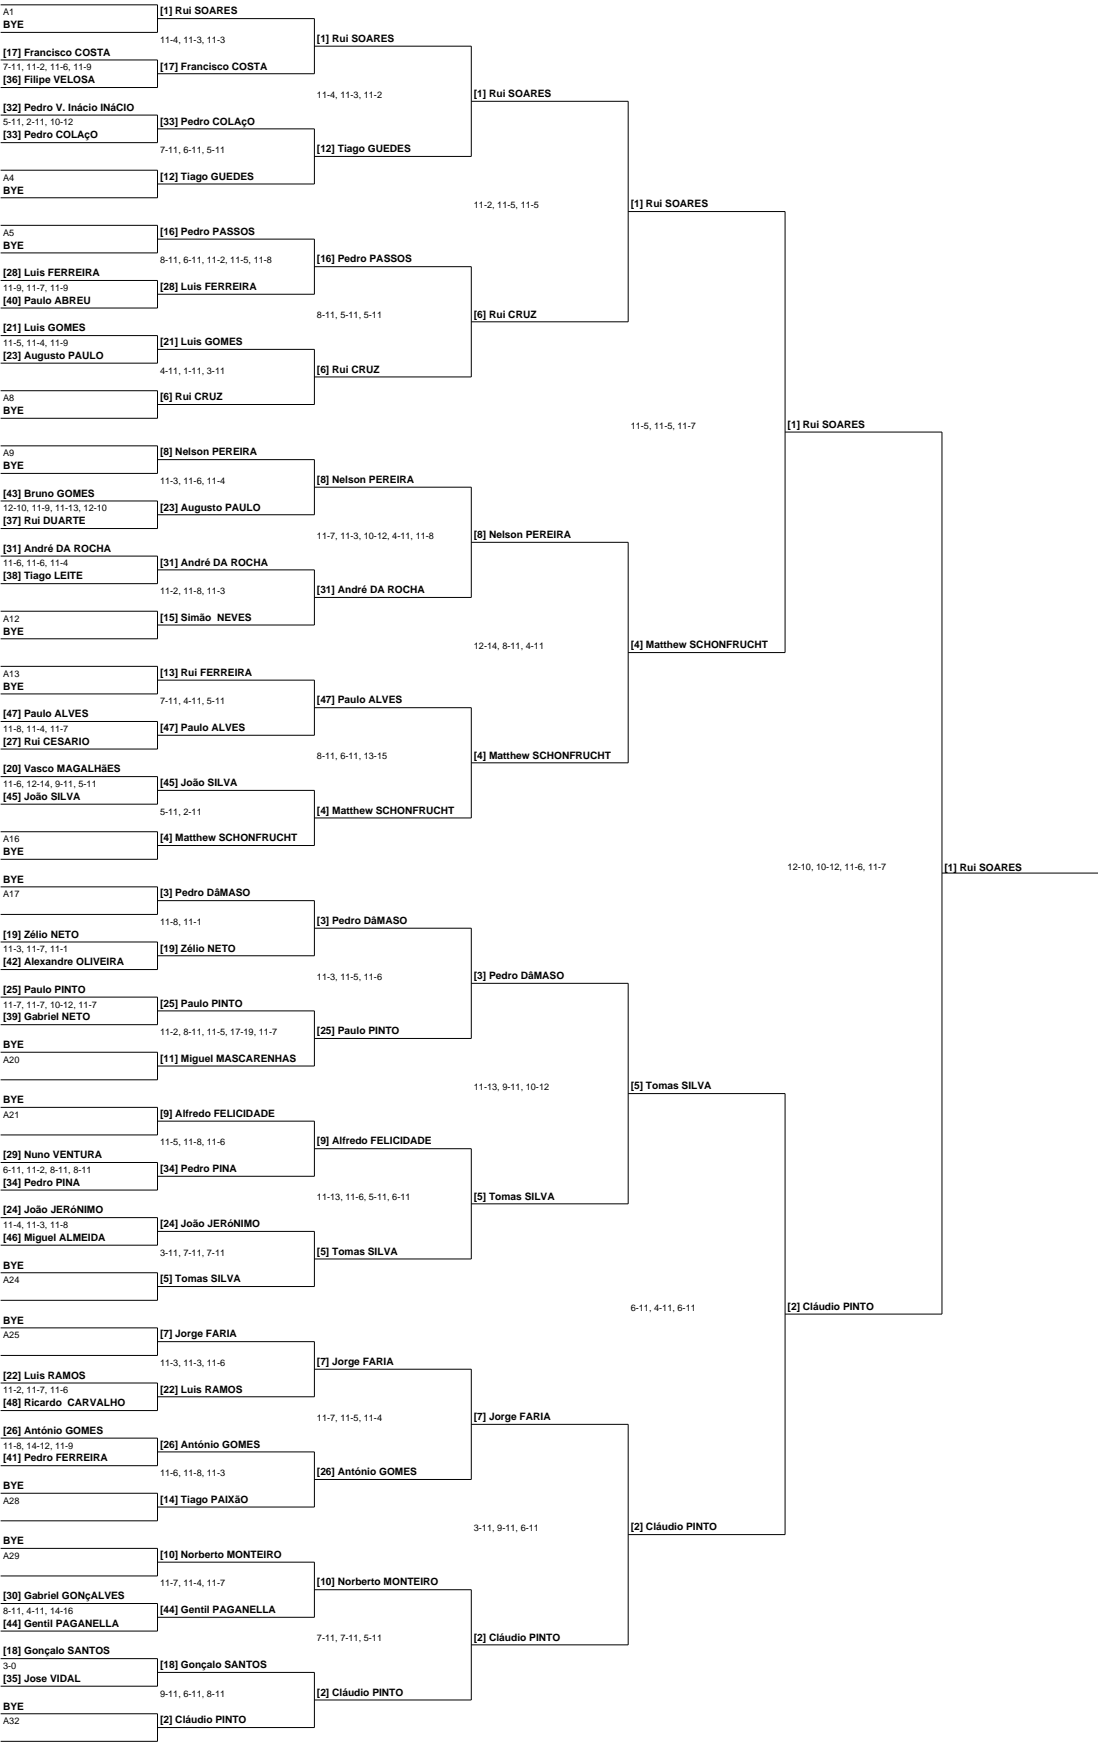 [1] Rui SOARES
A1
BYE
11-4, 11-3, 11-3
[1] Rui SOARES
[17] Francisco COSTA
7-11, 11-2, 11-6, 11-9
[17] Francisco COSTA
[36] Filipe VELOSA
11-4, 11-3, 11-2
[1] Rui SOARES
[32] Pedro V. Inácio INáCIO
5-11, 2-11, 10-12
[33] Pedro COLAçO
[33] Pedro COLAçO
7-11, 6-11, 5-11
[12] Tiago GUEDES
A4
[12] Tiago GUEDES
BYE
11-2, 11-5, 11-5
[1] Rui SOARES
A5
[16] Pedro PASSOS
BYE
8-11, 6-11, 11-2, 11-5, 11-8
[16] Pedro PASSOS
[28] Luis FERREIRA
11-9, 11-7, 11-9
[28] Luis FERREIRA
[40] Paulo ABREU
8-11, 5-11, 5-11
[6] Rui CRUZ
[21] Luis GOMES
11-5, 11-4, 11-9
[21] Luis GOMES
[23] Augusto PAULO
4-11, 1-11, 3-11
[6] Rui CRUZ
A8
[6] Rui CRUZ
BYE
11-5, 11-5, 11-7
[1] Rui SOARES
A9
[8] Nelson PEREIRA
BYE
11-3, 11-6, 11-4
[8] Nelson PEREIRA
[43] Bruno GOMES
12-10, 11-9, 11-13, 12-10
[23] Augusto PAULO
[37] Rui DUARTE
11-7, 11-3, 10-12, 4-11, 11-8
[8] Nelson PEREIRA
[31] André DA ROCHA
11-6, 11-6, 11-4
[31] André DA ROCHA
[38] Tiago LEITE
11-2, 11-8, 11-3
[31] André DA ROCHA
A12
[15] Simão  NEVES
BYE
12-14, 8-11, 4-11
[4] Matthew SCHONFRUCHT
A13
[13] Rui FERREIRA
BYE
7-11, 4-11, 5-11
[47] Paulo ALVES
[47] Paulo ALVES
11-8, 11-4, 11-7
[47] Paulo ALVES
[27] Rui CESARIO
8-11, 6-11, 13-15
[4] Matthew SCHONFRUCHT
[20] Vasco MAGALHãES
11-6, 12-14, 9-11, 5-11
[45] João SILVA
[45] João SILVA
5-11, 2-11
[4] Matthew SCHONFRUCHT
A16
[4] Matthew SCHONFRUCHT
BYE
12-10, 10-12, 11-6, 11-7
[1] Rui SOARES
BYE
A17
[3] Pedro DâMASO
11-8, 11-1
[3] Pedro DâMASO
[19] Zélio NETO
11-3, 11-7, 11-1
[19] Zélio NETO
[42] Alexandre OLIVEIRA
11-3, 11-5, 11-6
[3] Pedro DâMASO
[25] Paulo PINTO
11-7, 11-7, 10-12, 11-7
[25] Paulo PINTO
[39] Gabriel NETO
11-2, 8-11, 11-5, 17-19, 11-7
[25] Paulo PINTO
BYE
A20
[11] Miguel MASCARENHAS
11-13, 9-11, 10-12
[5] Tomas SILVA
BYE
A21
[9] Alfredo FELICIDADE
11-5, 11-8, 11-6
[9] Alfredo FELICIDADE
[29] Nuno VENTURA
6-11, 11-2, 8-11, 8-11
[34] Pedro PINA
[34] Pedro PINA
11-13, 11-6, 5-11, 6-11
[5] Tomas SILVA
[24] João JERóNIMO
11-4, 11-3, 11-8
[24] João JERóNIMO
[46] Miguel ALMEIDA
3-11, 7-11, 7-11
[5] Tomas SILVA
BYE
A24
[5] Tomas SILVA
6-11, 4-11, 6-11
[2] Cláudio PINTO
BYE
A25
[7] Jorge FARIA
11-3, 11-3, 11-6
[7] Jorge FARIA
[22] Luis RAMOS
11-2, 11-7, 11-6
[22] Luis RAMOS
[48] Ricardo  CARVALHO
11-7, 11-5, 11-4
[7] Jorge FARIA
[26] António GOMES
11-8, 14-12, 11-9
[26] António GOMES
[41] Pedro FERREIRA
11-6, 11-8, 11-3
[26] António GOMES
BYE
A28
[14] Tiago PAIXãO
3-11, 9-11, 6-11
[2] Cláudio PINTO
BYE
A29
[10] Norberto MONTEIRO
11-7, 11-4, 11-7
[10] Norberto MONTEIRO
[30] Gabriel GONçALVES
8-11, 4-11, 14-16
[44] Gentil PAGANELLA
[44] Gentil PAGANELLA
7-11, 7-11, 5-11
[2] Cláudio PINTO
[18] Gonçalo SANTOS
3-0
[18] Gonçalo SANTOS
[35] Jose VIDAL
9-11, 6-11, 8-11
[2] Cláudio PINTO
BYE
A32
[2] Cláudio PINTO